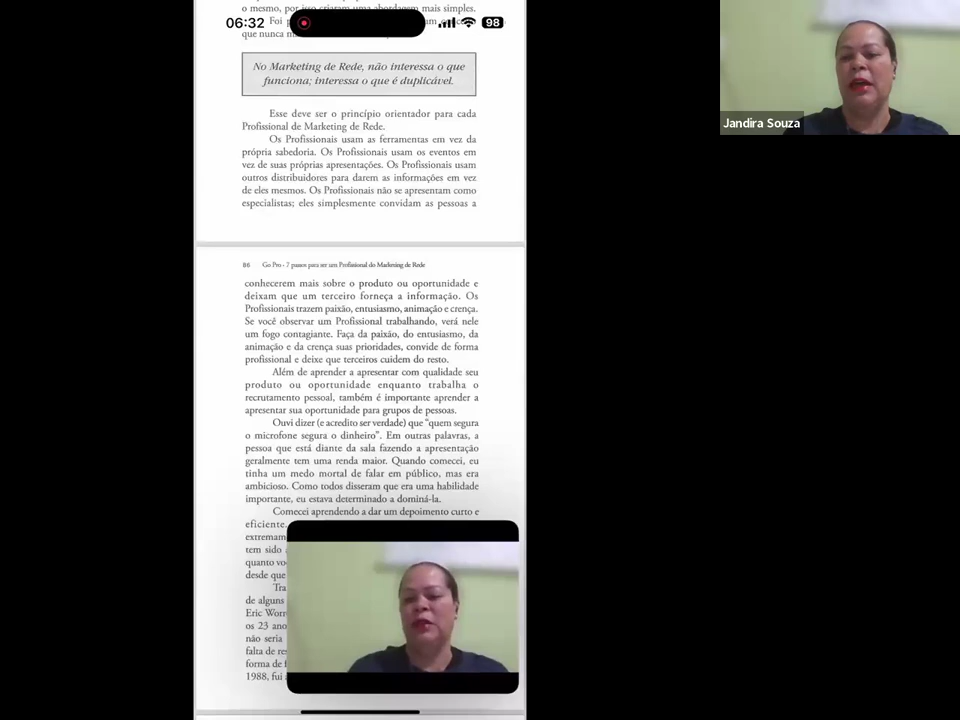 o mesmo, por isso criaram uma abordagem mais simples.
06:32
98
Foi
um
que nunca
No Marketing de Rede, não interessa o que
funciona; interessa o que é duplicável.
Esse deve ser o princípio orientador para cada
Profissional de Marketing de Rede.
Os Profissionais usam as ferramentas em vez da
própria sabedoria. Os Profissionais usam os eventos em
vez de suas próprias apresentações. Os Profissionais usam
outros distribuidores para darem as informações em vez
de eles mesmos. Os Profissionais não se apresentam como
especialistas; eles simplesmente convidam as pessoas a
86 Go Pro - 7 passos para ser um Profissional do Marketing de Rede
conhecerem mais sobre o produto ou oportunidade e
deixam que um terceiro forneça a informação. Os
Profissionais trazem paixão, entusiasmo, animação e crença.
Se você observar um Profissional trabalhando, verá nele
um fogo contagiante. Faça da paixão, do entusiasmo, da
animação e da crença suas prioridades, convide de forma
profissional e deixe que terceiros cuidem do resto.
Além de aprender a apresentar com qualidade seu
produto ou oportunidade enquanto trabalha o
recrutamento pessoal, também é importante aprender a
apresentar sua oportunidade para grupos de pessoas.
Ouvi dizer (e acredito ser verdade) que “quem segura
o microfone segura o dinheiro”. Em outras palavras, a
pessoa que está diante da sala fazendo a apresentação
geralmente tem uma renda maior. Quando comecei, eu
tinha um medo mortal de falar em público, mas era
ambicioso. Como todos disseram que era uma habilidade
importante, eu estava determinado a dominá-la.
Comecei aprendendo a dar um depoimento curto e
eficiente.
extremam
tem sido
quanto vo
desde que
Tra
de alguns
Eric Worr
os 23 ano
não seria
falta de re
forma de f
1988, fui
Jandira Souza